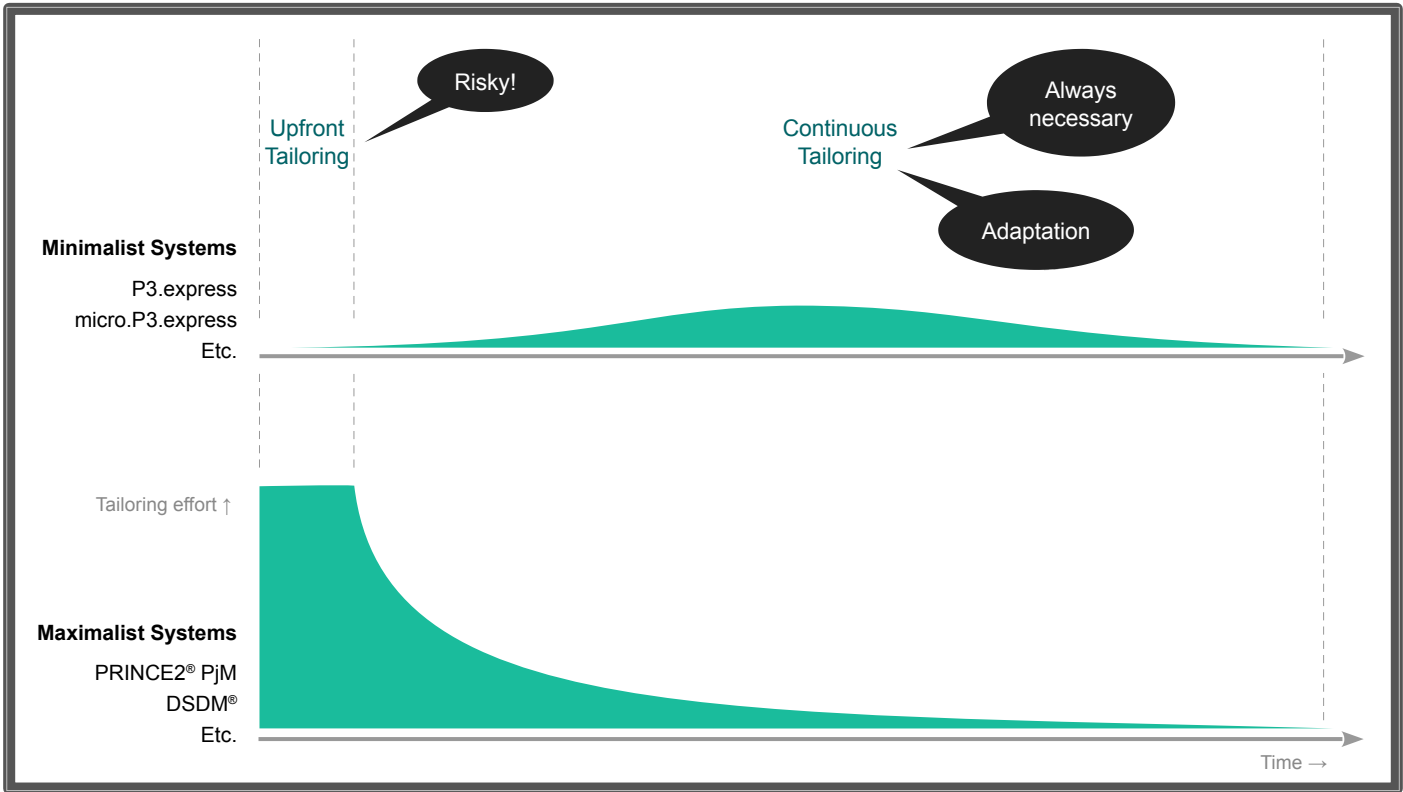 Risky!
Always
necessary
Upfront
Tailoring
Continuous
Tailoring
Adaptation
Minimalist Systems
P3.express
micro.P3.express
Etc.
Tailoring effort ↑
Maximalist Systems
PRINCE2® PjM
DSDM®
Etc.
Time →